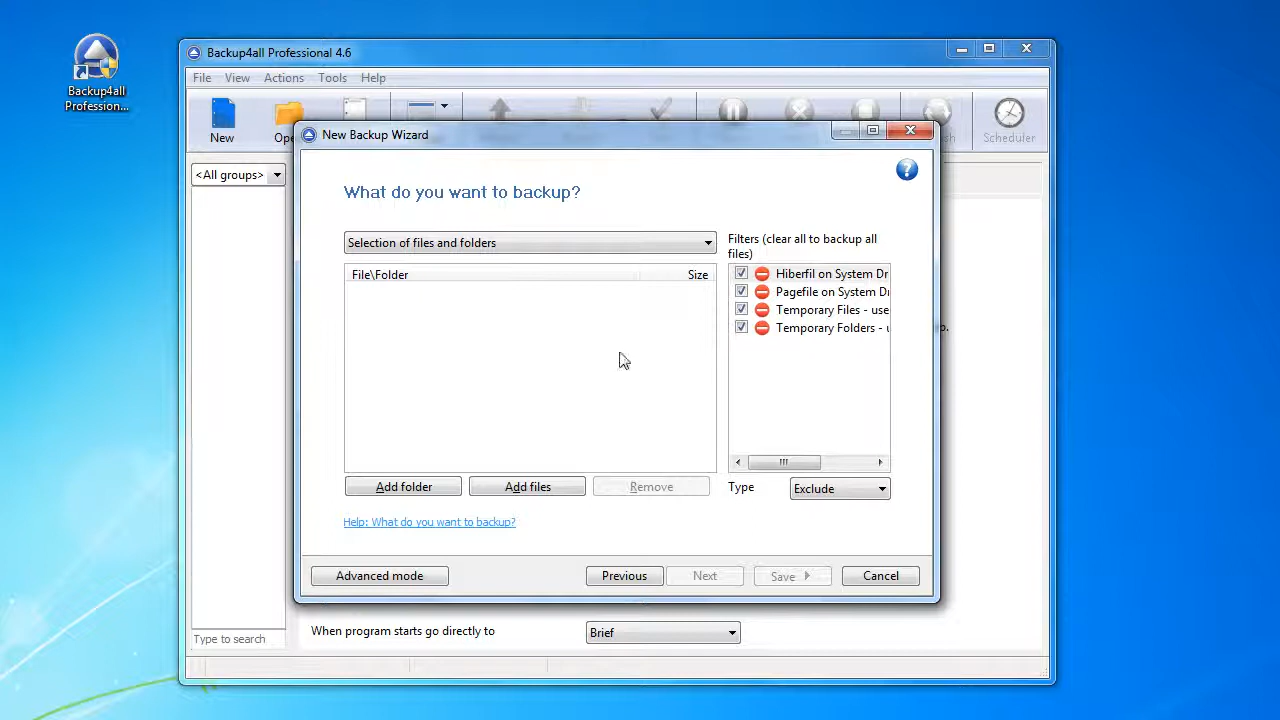 Backup4all
Professional...
Backup4all Professional 4.6
File View Actions Tools Help
New
Scheduler
<All groups>
New Backup Wizard
What do you want to backup?
Selection of files and folders
Filters (clear all to backup all
files)
File\Folder Size
Hiberfil on System Dr
Pagefile on System Dr
Temporary Files - use
Temporary Folders - u
Add folder Add files Remove
Type Exclude
Help: What do you want to backup?
Advanced mode Previous Next Save Cancel
Type to search
When program starts go directly to Brief